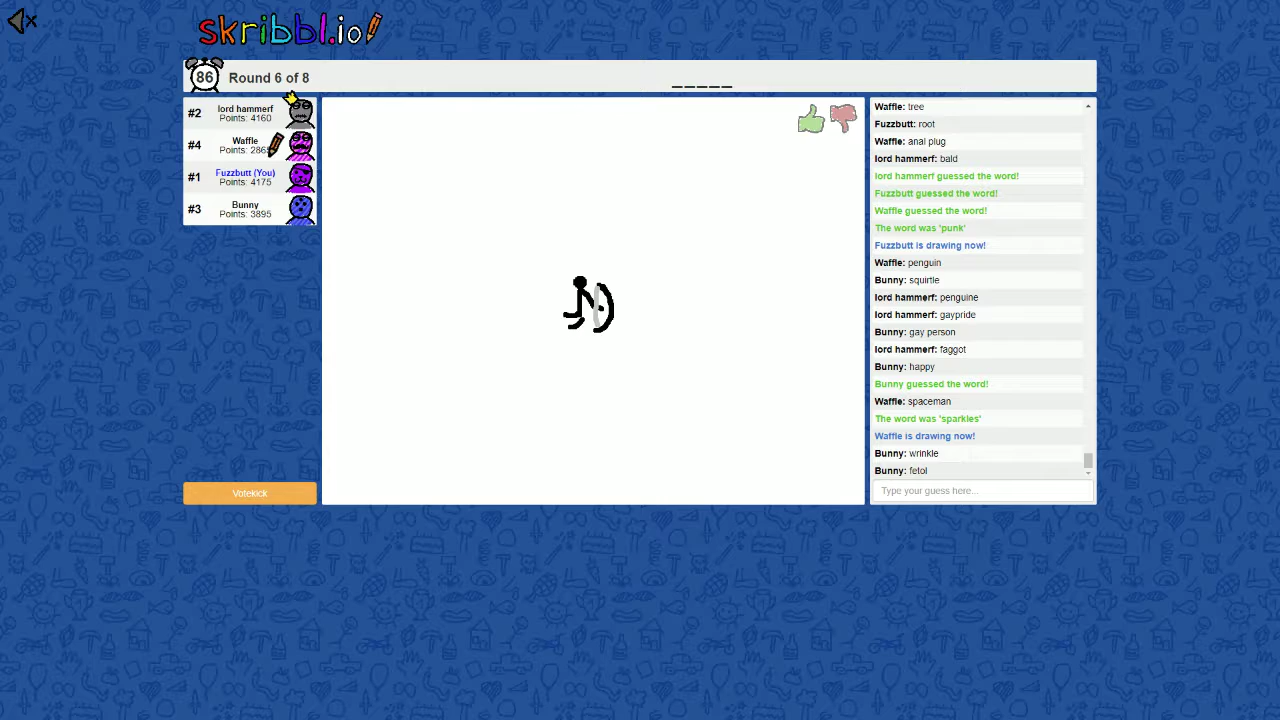 skribbl.io
86
Round 6 of 8
_____
#2
lord hammerf
Points: 4160
#4
Waffle
#1
Fuzzbutt (You)
Points: 4175
#3
Bunny
Points: 3895
Votekick
Waffle: tree
Fuzzbutt: root
Waffle: anal plug
lord hammerf: bald
lord hammerf guessed the word!
Fuzzbutt guessed the word!
Waffle guessed the word!
The word was 'punk'
Fuzzbutt is drawing now!
Waffle: penguin
Bunny: squirtle
lord hammerf: penguine
lord hammerf: gaypride
Bunny: gay person
lord hammerf: faggot
Bunny: happy
Bunny guessed the word!
Waffle: spaceman
The word was 'sparkles'
Waffle is drawing now!
Bunny: wrinkle
Bunny: fetol
Type your guess here...